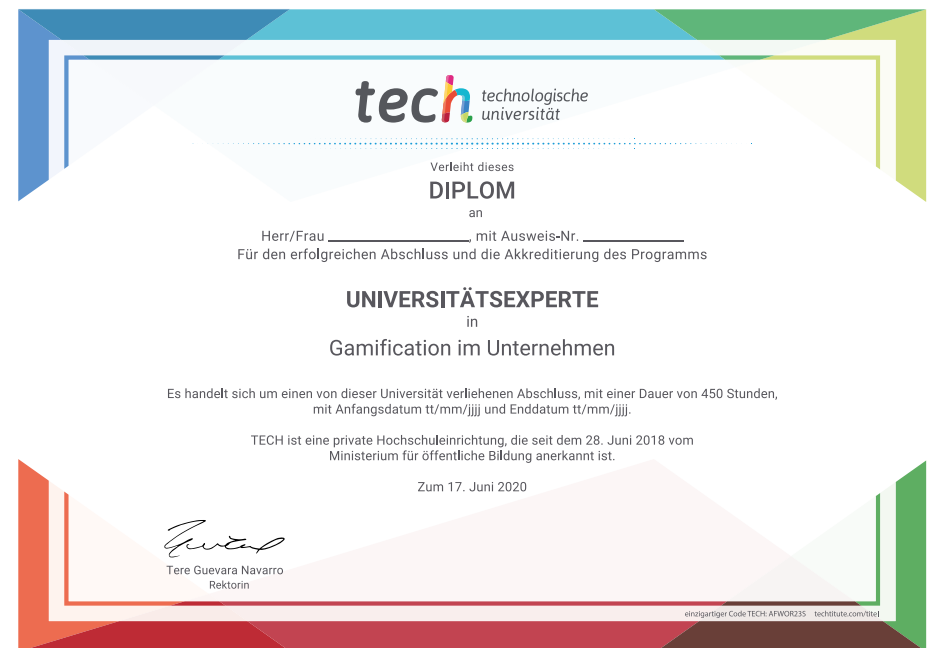 tech technologische
universität
Verleiht dieses
DIPLOM
an
Herr/Frau ____________, mit Ausweis-Nr. ____________
Für den erfolgreichen Abschluss und die Akkreditierung des Programms
UNIVERSITÄTSEXPERTE
in
Gamification im Unternehmen
Es handelt sich um einen von dieser Universität verliehenen Abschluss, mit einer Dauer von 450 Stunden,
mit Anfangsdatum tt/mm/jjjj und Enddatum tt/mm/jjjj.
TECH ist eine private Hochschuleinrichtung, die seit dem 28. Juni 2018 vom
Ministerium für öffentliche Bildung anerkannt ist.
Zum 17. Juni 2020
Tere Guevara Navarro
Rektorin
einzigartiger Code TECH: AFWOR23S techtitute.com/titel